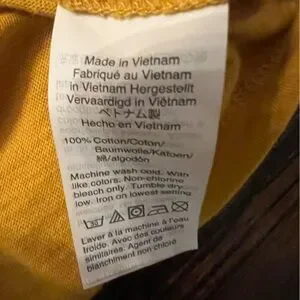 Made in Vietnam
Fabriqué au Vietnam
in Vietnam Hergestellt
Vervaardigd in Viêtnam
ベトナム製
Hecho en Vietnam
100% Cotton/Coton/
Baumwolle/Katoen/
綿/algodón
Machine wash cold. Wash
like colors. Non-chlorine
bleach only. Tumble dry
low. Iron on lowest setting
Laver à la machine à l'eau
froide. Avec des couleurs
similaires. Agent de
blanchiment non chloré